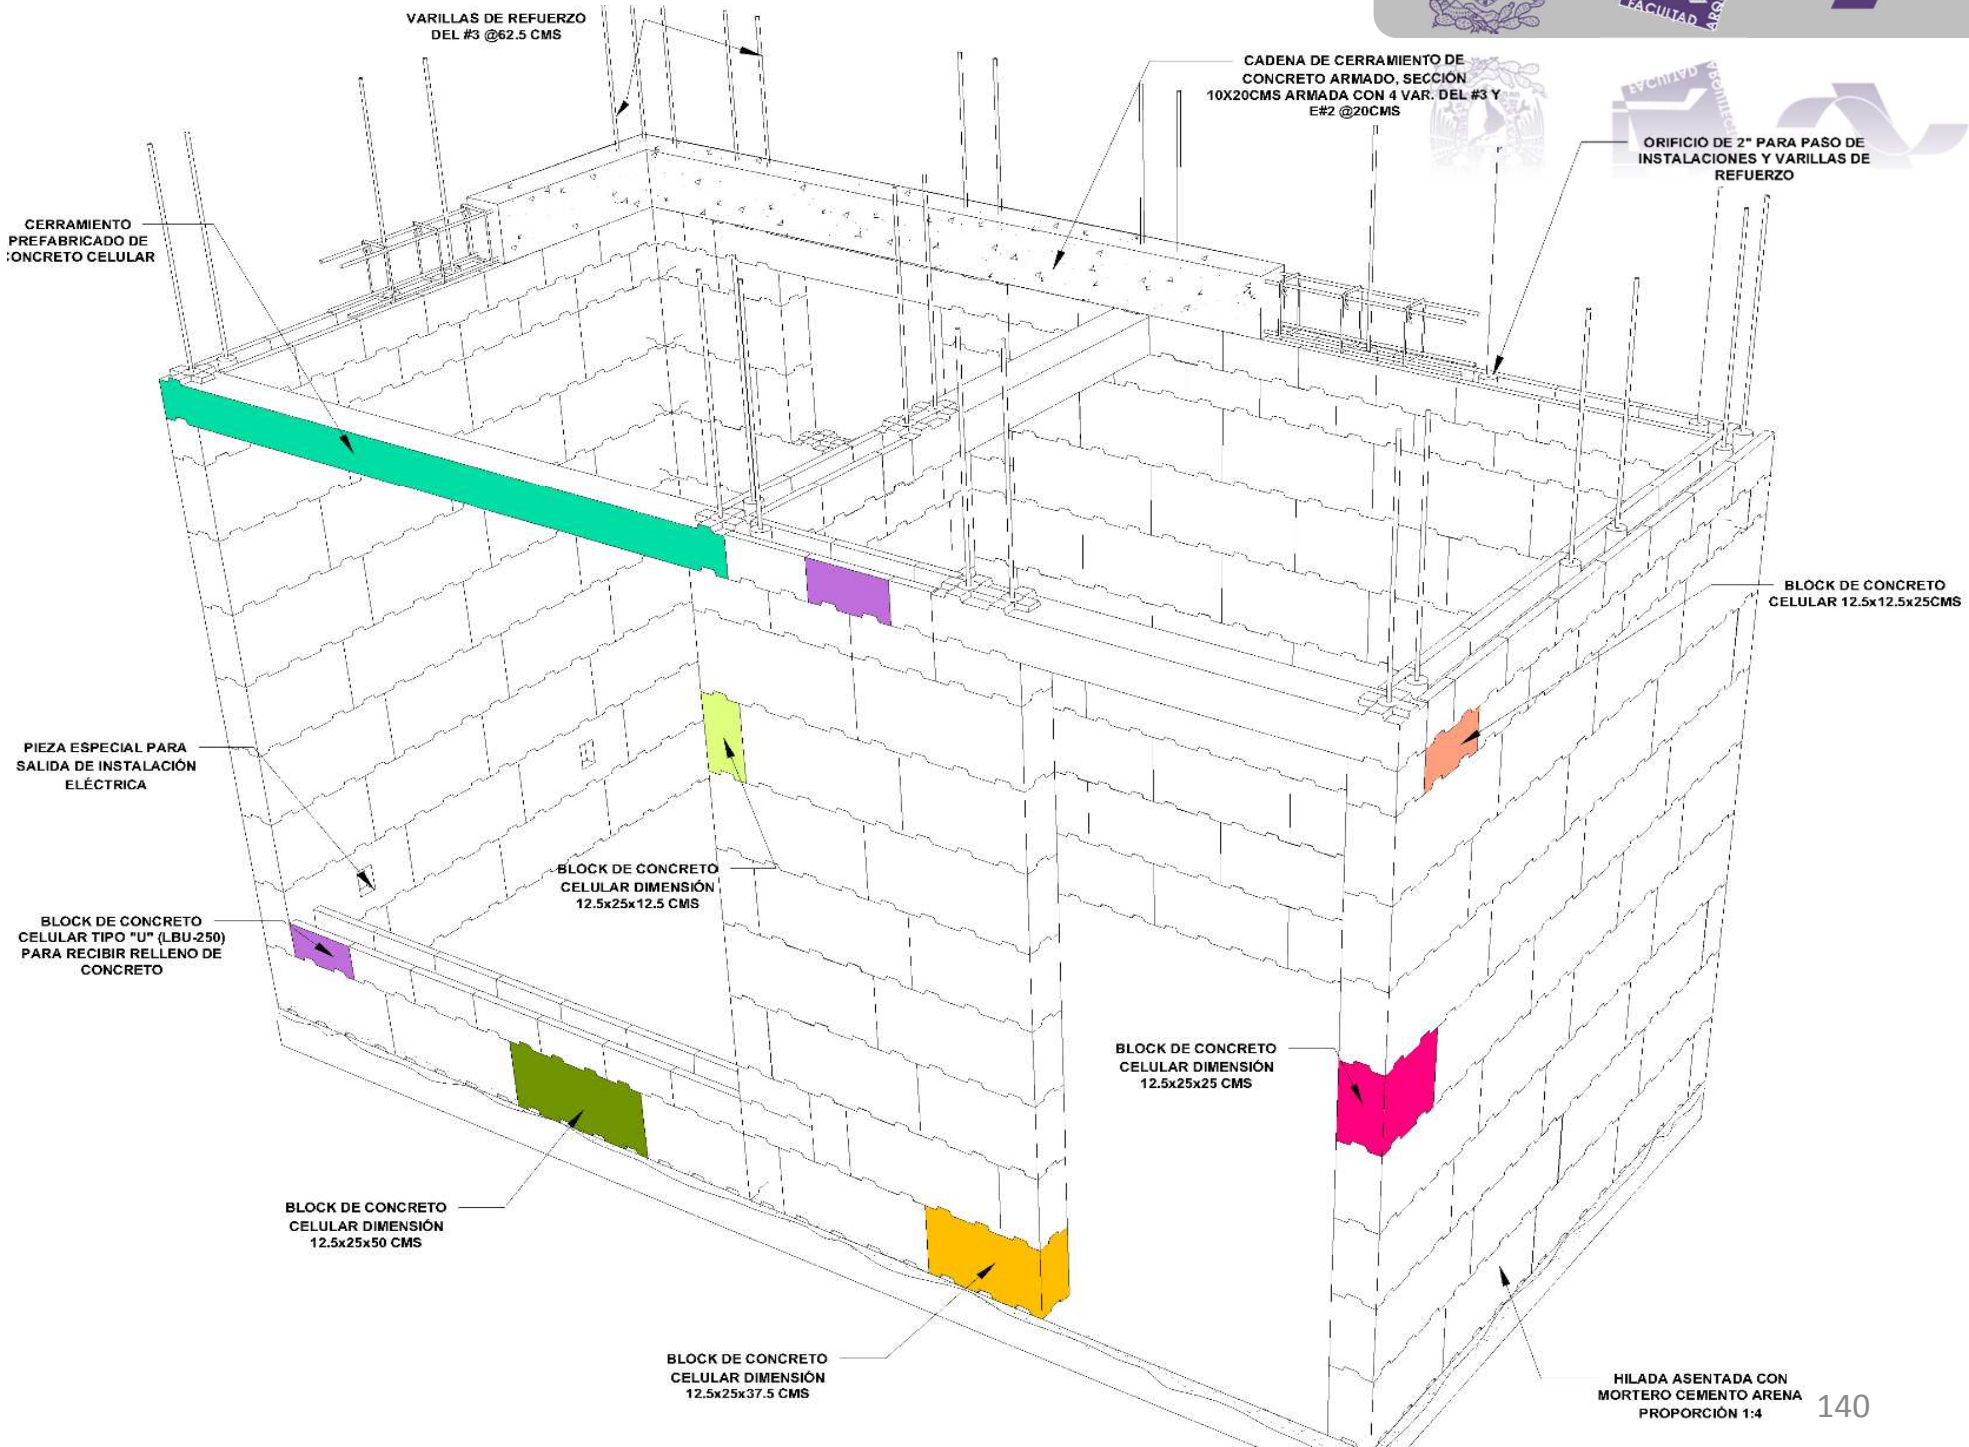 VARILLAS DE REFUERZO
DEL #3 @62.5 CMS
FACULTAD
CADENA DE CERRAMIENTO DE
CONCRETO ARMADO, SECCIÓN
10X20CMS ARMADA CON 4 VAR. DEL #3 Y
E#2 @20CMS
ORIFICIO DE 2" PARA PASO DE
INSTALACIONES Y VARILLAS DE
REFUERZO
CERRAMIENTO
PREFABRICADO DE
CONCRETO CELULAR
BLOCK DE CONCRETO
CELULAR 12.5x12.5x25CMS
PIEZA ESPECIAL PARA
SALIDA DE INSTALACIÓN
ELÉCTRICA
BLOCK DE CONCRETO
CELULAR DIMENSIÓN
12.5x25x12.5 CMS
BLOCK DE CONCRETO
CELULAR TIPO "U" (LBU-250)
PARA RECIBIR RELLENO DE
CONCRETO
BLOCK DE CONCRETO
CELULAR DIMENSIÓN
12.5x25x25 CMS
BLOCK DE CONCRETO
CELULAR DIMENSIÓN
12.5x25x50 CMS
BLOCK DE CONCRETO
CELULAR DIMENSIÓN
12.5x25x37.5 CMS
HILADA ASENTADA CON
MORTERO CEMENTO ARENA
PROPORCIÓN 1:4
140